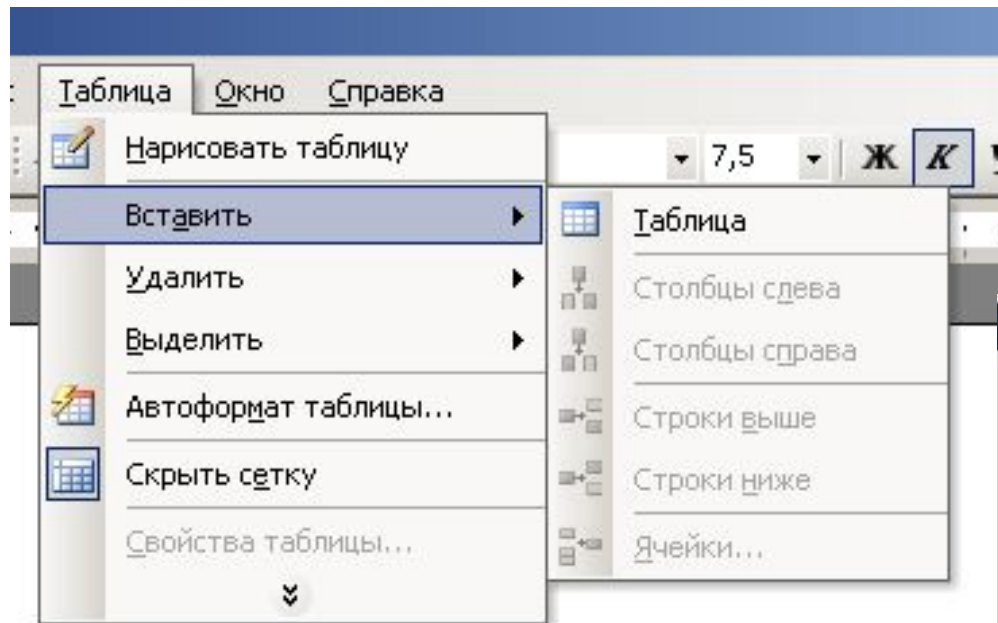 Таблица Окно Справка
Нарисовать таблицу
7,5 Ж К
Вставить
Таблица
Удалить
Столбцы слева
Выделить
Столбцы справа
Автоформат таблицы...
Строки выше
Скрыть сетку
Строки ниже
Свойства таблицы...
Ячейки...